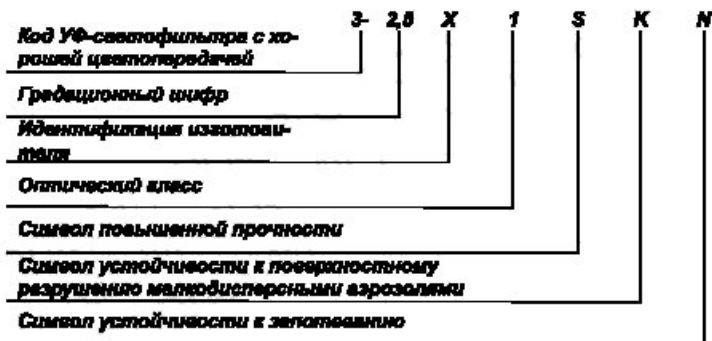 3- 2,5 X 1 S K N
Код УФ-светофильтра с хо-
рошей цветопередачей
Градационный шифр
Идентификация изготови-
теля
Оптический класс
Символ повышенной прочности
Символ устойчивости к поверхностному
разрушению мелкодисперсными аэрозолями
Символ устойчивости к запотеванию